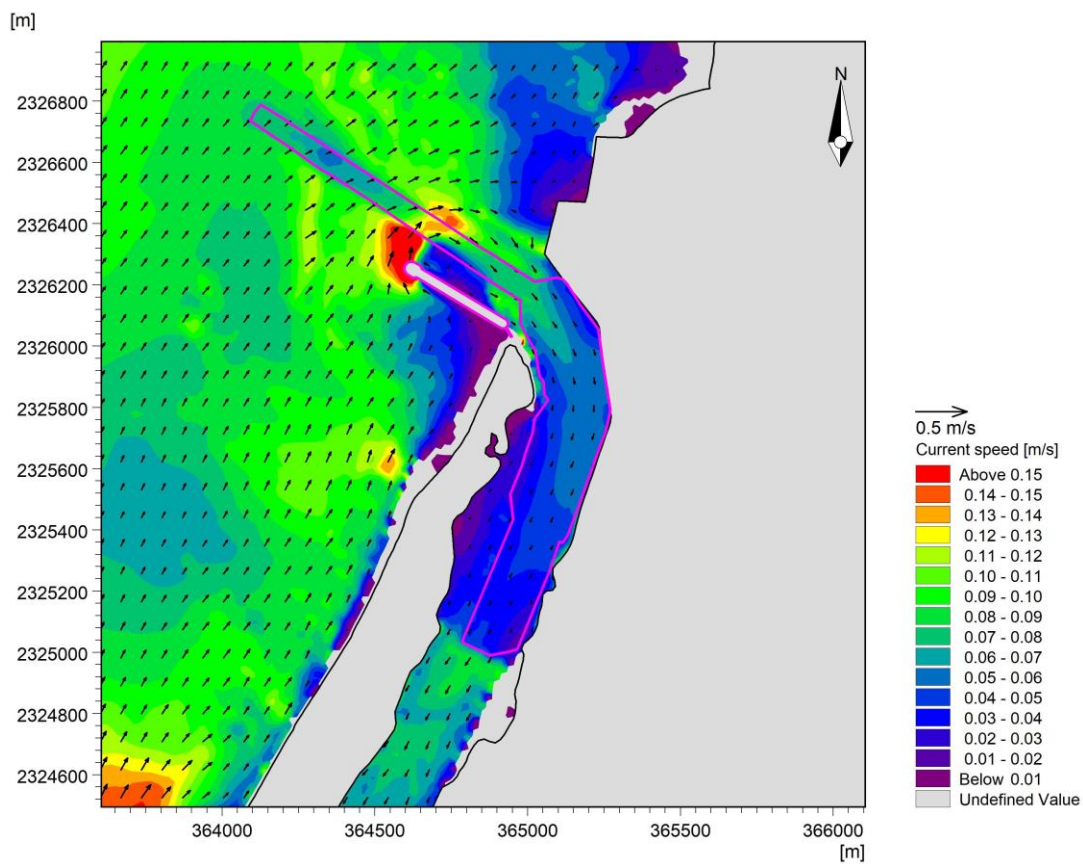 [m]
N
2326800
2326600
2326400
2326200
2326000
2325800
2325600
2325400
2325200
2325000
2324800
2324600
0.5 m/s
Current speed [m/s]
Above 0.15
0.14 - 0.15
0.13 - 0.14
0.12 - 0.13
0.11 - 0.12
0.10 - 0.11
0.09 - 0.10
0.08 - 0.09
0.07 - 0.08
0.06 - 0.07
0.05 - 0.06
0.04 - 0.05
0.03 - 0.04
0.02 - 0.03
0.01 - 0.02
Below 0.01
Undefined Value
364000 364500 365000 365500 366000
[m]